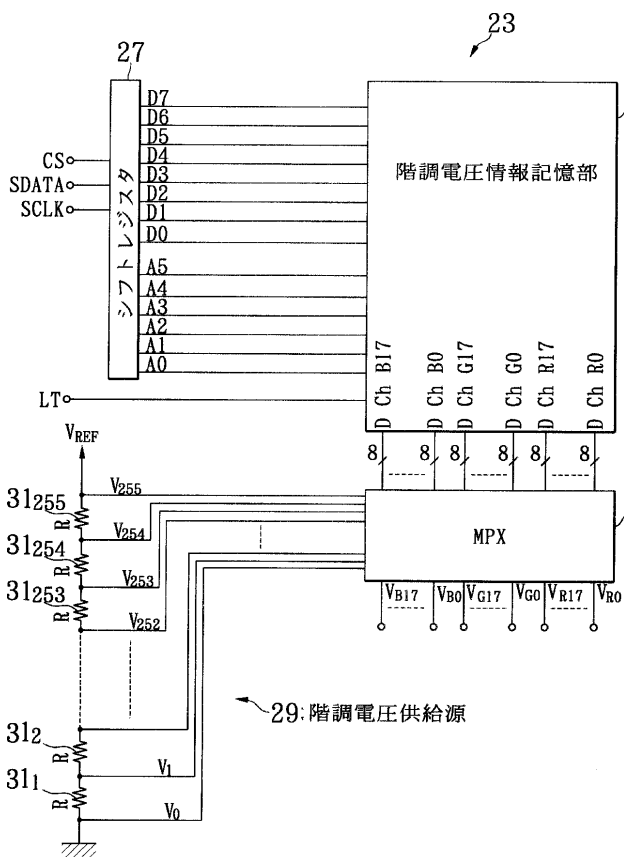 23
27
D7
D6
D5
D4
D3
D2
D1
D0
A5
A4
A3
A2
A1
A0
CS
SDATA
SCLK
シフトレジスタ
階調電圧情報記憶部
LT
D Ch B17
D Ch B0
D Ch G17
D Ch G0
D Ch R17
D Ch R0
8
8
8
8
8
8
VREF
V255
31255
R
V254
31254
R
V253
31253
R
V252
MPX
VB17
VB0
VG17
VG0
VR17
VR0
29:階調電圧供給源
312
R
V1
311
R
V0